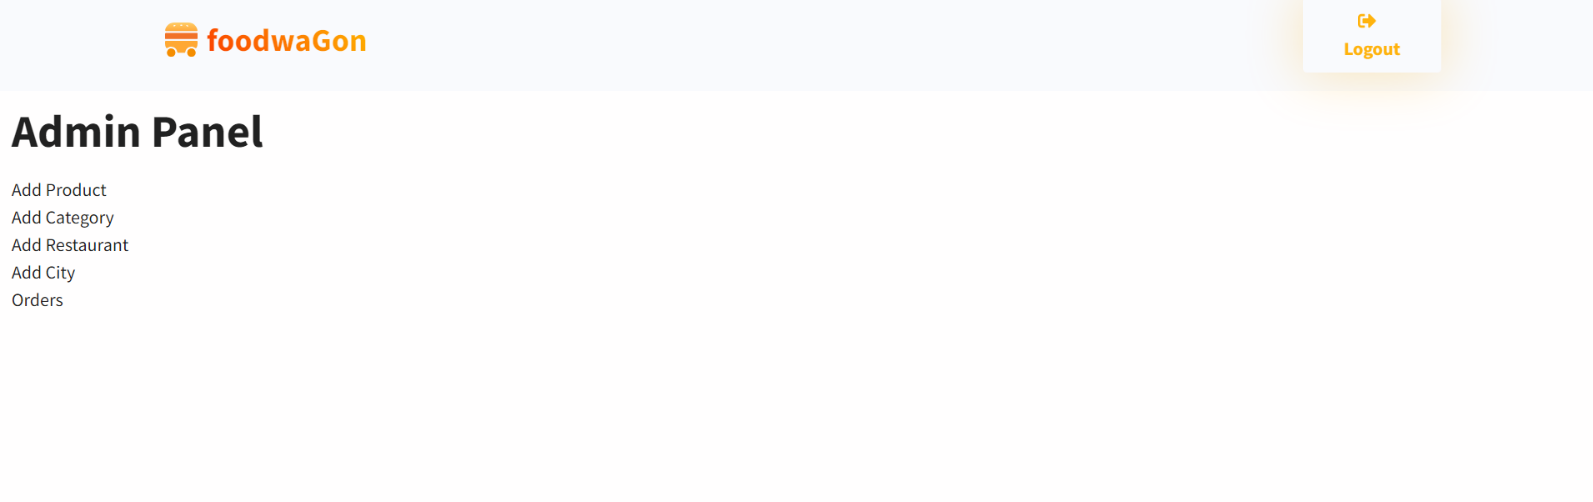 foodwaGon
Logout
Admin Panel
Add Product
Add Category
Add Restaurant
Add City
Orders